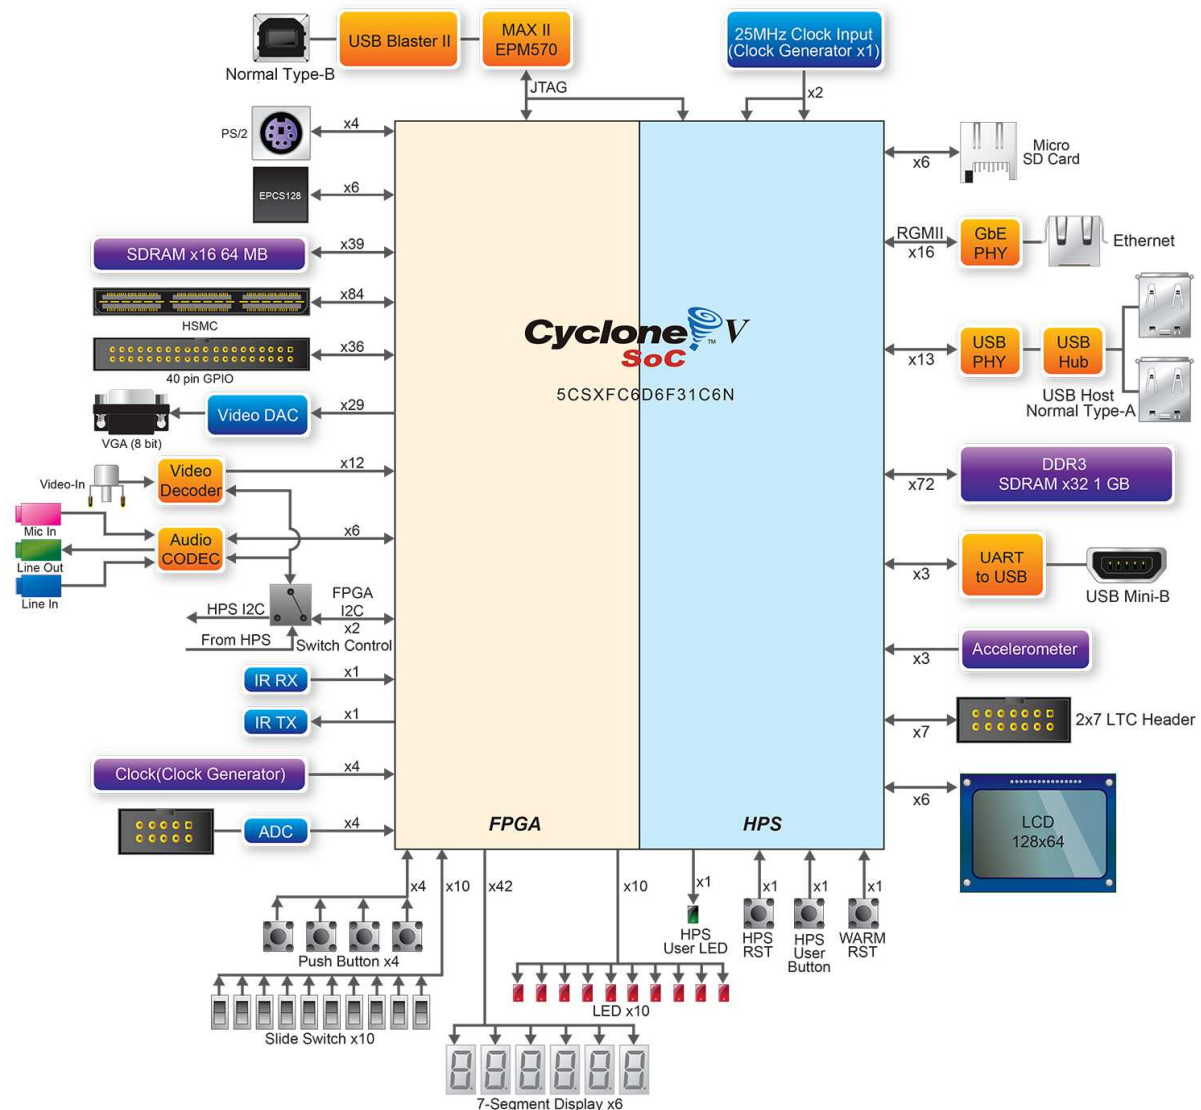 USB Blaster II
MAX II
EPM570
25MHz Clock Input
(Clock Generator x1)
Normal Type-B
JTAG
x2
PS/2
x4
x6
Micro
SD Card
EPCS128
x6
RGMII
x16
GbE
PHY
Ethernet
SDRAM x16 64 MB
x39
x84
HSMC
Cyclone V
TM
SoC
5CSXFC6D6F31C6N
x36
40 pin GPIO
x13
USB
PHY
USB
Hub
USB Host
Normal Type-A
Video DAC
x29
VGA (8 bit)
Video-In
Video
Decoder
x12
x72
DDR3
SDRAM x32 1 GB
Mic In
Line Out
Line In
Audio
CODEC
x6
x3
UART
to USB
USB Mini-B
HPS I2C
FPGA
I2C
x2
From HPS
Switch Control
x3
Accelerometer
IR RX
x1
IR TX
x1
x7
2x7 LTC Header
Clock(Clock Generator)
x4
x6
LCD
128x64
ADC
x4
FPGA
HPS
x4
x10
x42
x10
x1
x1
x1
x1
Push Button x4
HPS
User LED
HPS
RST
HPS
User
Button
WARM
RST
Slide Switch x10
LED x10
7-Segment Display x6